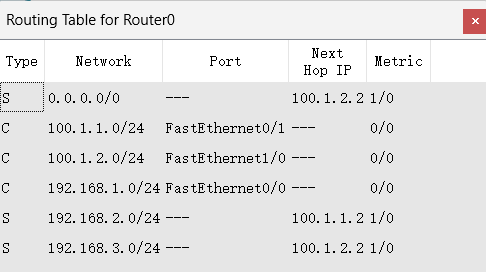 Routing Table for Router0
Type Network Port Next Hop IP Metric
S 0.0.0.0/0 --- 100.1.2.2 1/0
C 100.1.1.0/24 FastEthernet0/1 --- 0/0
C 100.1.2.0/24 FastEthernet1/0 --- 0/0
C 192.168.1.0/24 FastEthernet0/0 --- 0/0
S 192.168.2.0/24 --- 100.1.1.2 1/0
S 192.168.3.0/24 --- 100.1.2.2 1/0